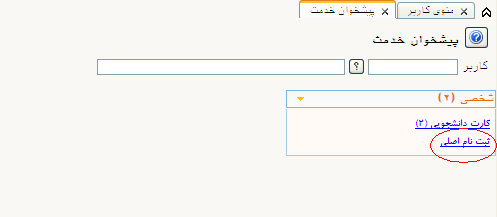 منوی کاربر × پیشخوان خدمت ×
پیشخوان خدمت ?
کاربر ?
شخصی (۲)
کارت دانشجویی (۲)
ثبت نام اصلی